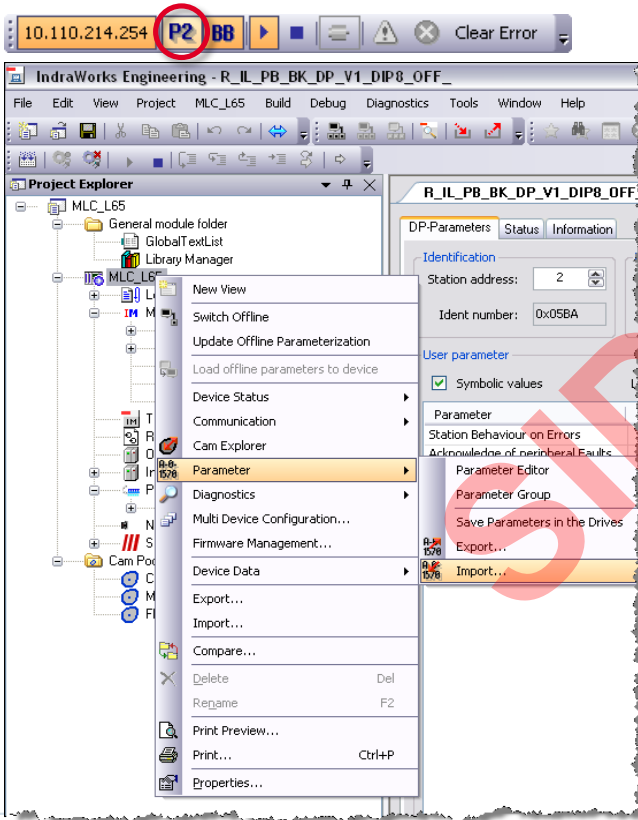 10.110.214.254 P2 BB Clear Error
IndraWorks Engineering - R_IL_PB_BK_DP_V1_DIP8_OFF_
File Edit View Project MLC_L65 Build Debug Diagnostics Tools Window Help
Project Explorer
R_IL_PB_BK_DP_V1_DIP8_OFF
MLC_L65
General module folder
GlobalTextList
Library Manager
MLC_L65
DP-Parameters Status Information
Identification
Station address: 2
Ident number: 0x05BA
User parameter
Symbolic values
Parameter
Station Behaviour on Errors
Acknowledge of peripheral Faults
IM M
Cam Poo
New View
Switch Offline
Update Offline Parameterization
Load offline parameters to device
Device Status
Communication
Cam Explorer
Parameter
Diagnostics
Multi Device Configuration...
Firmware Management...
Device Data
Export...
Import...
Compare...
Delete Del
Rename F2
Print Preview...
Print... Ctrl+P
Properties...
Parameter Editor
Parameter Group
Save Parameters in the Drives
Export...
Import...